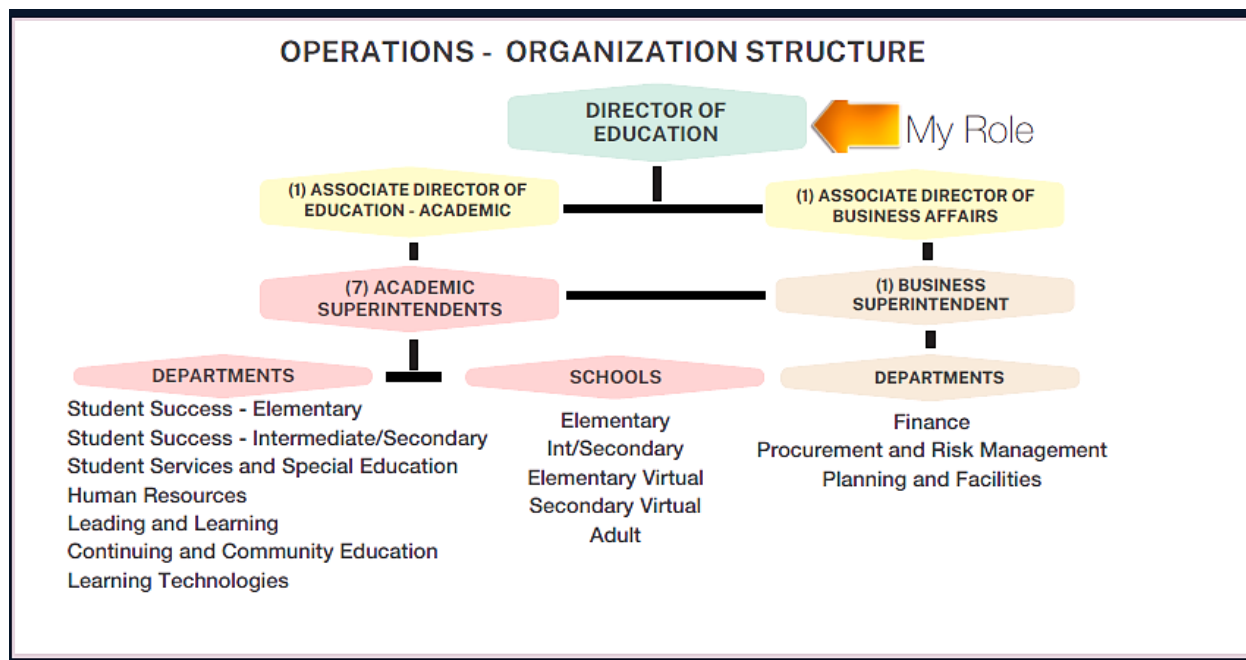 OPERATIONS - ORGANIZATION STRUCTURE
DIRECTOR OF
EDUCATION
My Role
(1) ASSOCIATE DIRECTOR OF
EDUCATION - ACADEMIC
(1) ASSOCIATE DIRECTOR OF
BUSINESS AFFAIRS
(7) ACADEMIC
SUPERINTENDENTS
(1) BUSINESS
SUPERINTENDENT
DEPARTMENTS
Student Success - Elementary
Student Success - Intermediate/Secondary
Student Services and Special Education
Human Resources
Leading and Learning
Continuing and Community Education
Learning Technologies
SCHOOLS
Elementary
Int/Secondary
Elementary Virtual
Secondary Virtual
Adult
DEPARTMENTS
Finance
Procurement and Risk Management
Planning and Facilities